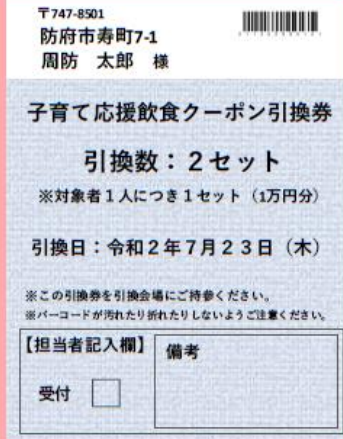 〒747-8501
防府市寿町7-1
周防 太郎 様
子育て応援飲食クーポン引換券
引換数：２セット
※対象者１人につき１セット（1万円分）
引換日：令和２年７月２３日（木）
※この引換券を引換会場にご持参ください。
※バーコードが汚れたり折れたりしないようご注意ください。
【担当者記入欄】
備考
受付